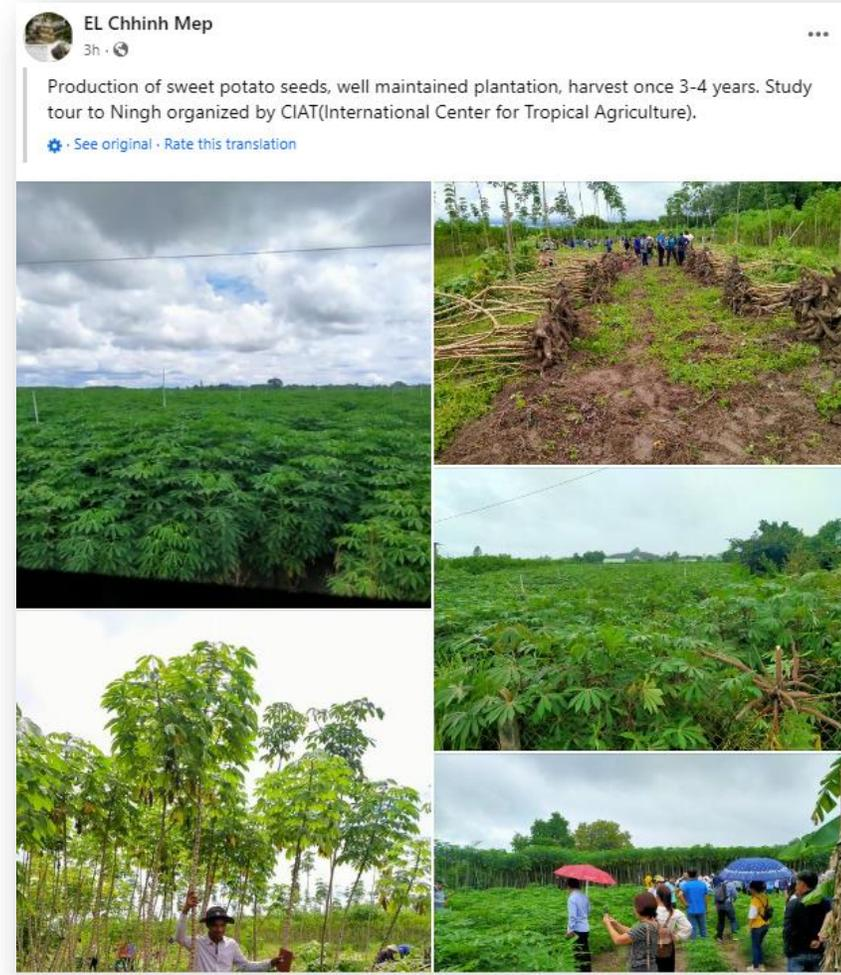 EL Chhinh Mep
3h ·
Production of sweet potato seeds, well maintained plantation, harvest once 3-4 years. Study
tour to Ningh organized by CIAT(International Center for Tropical Agriculture).
· See original · Rate this translation